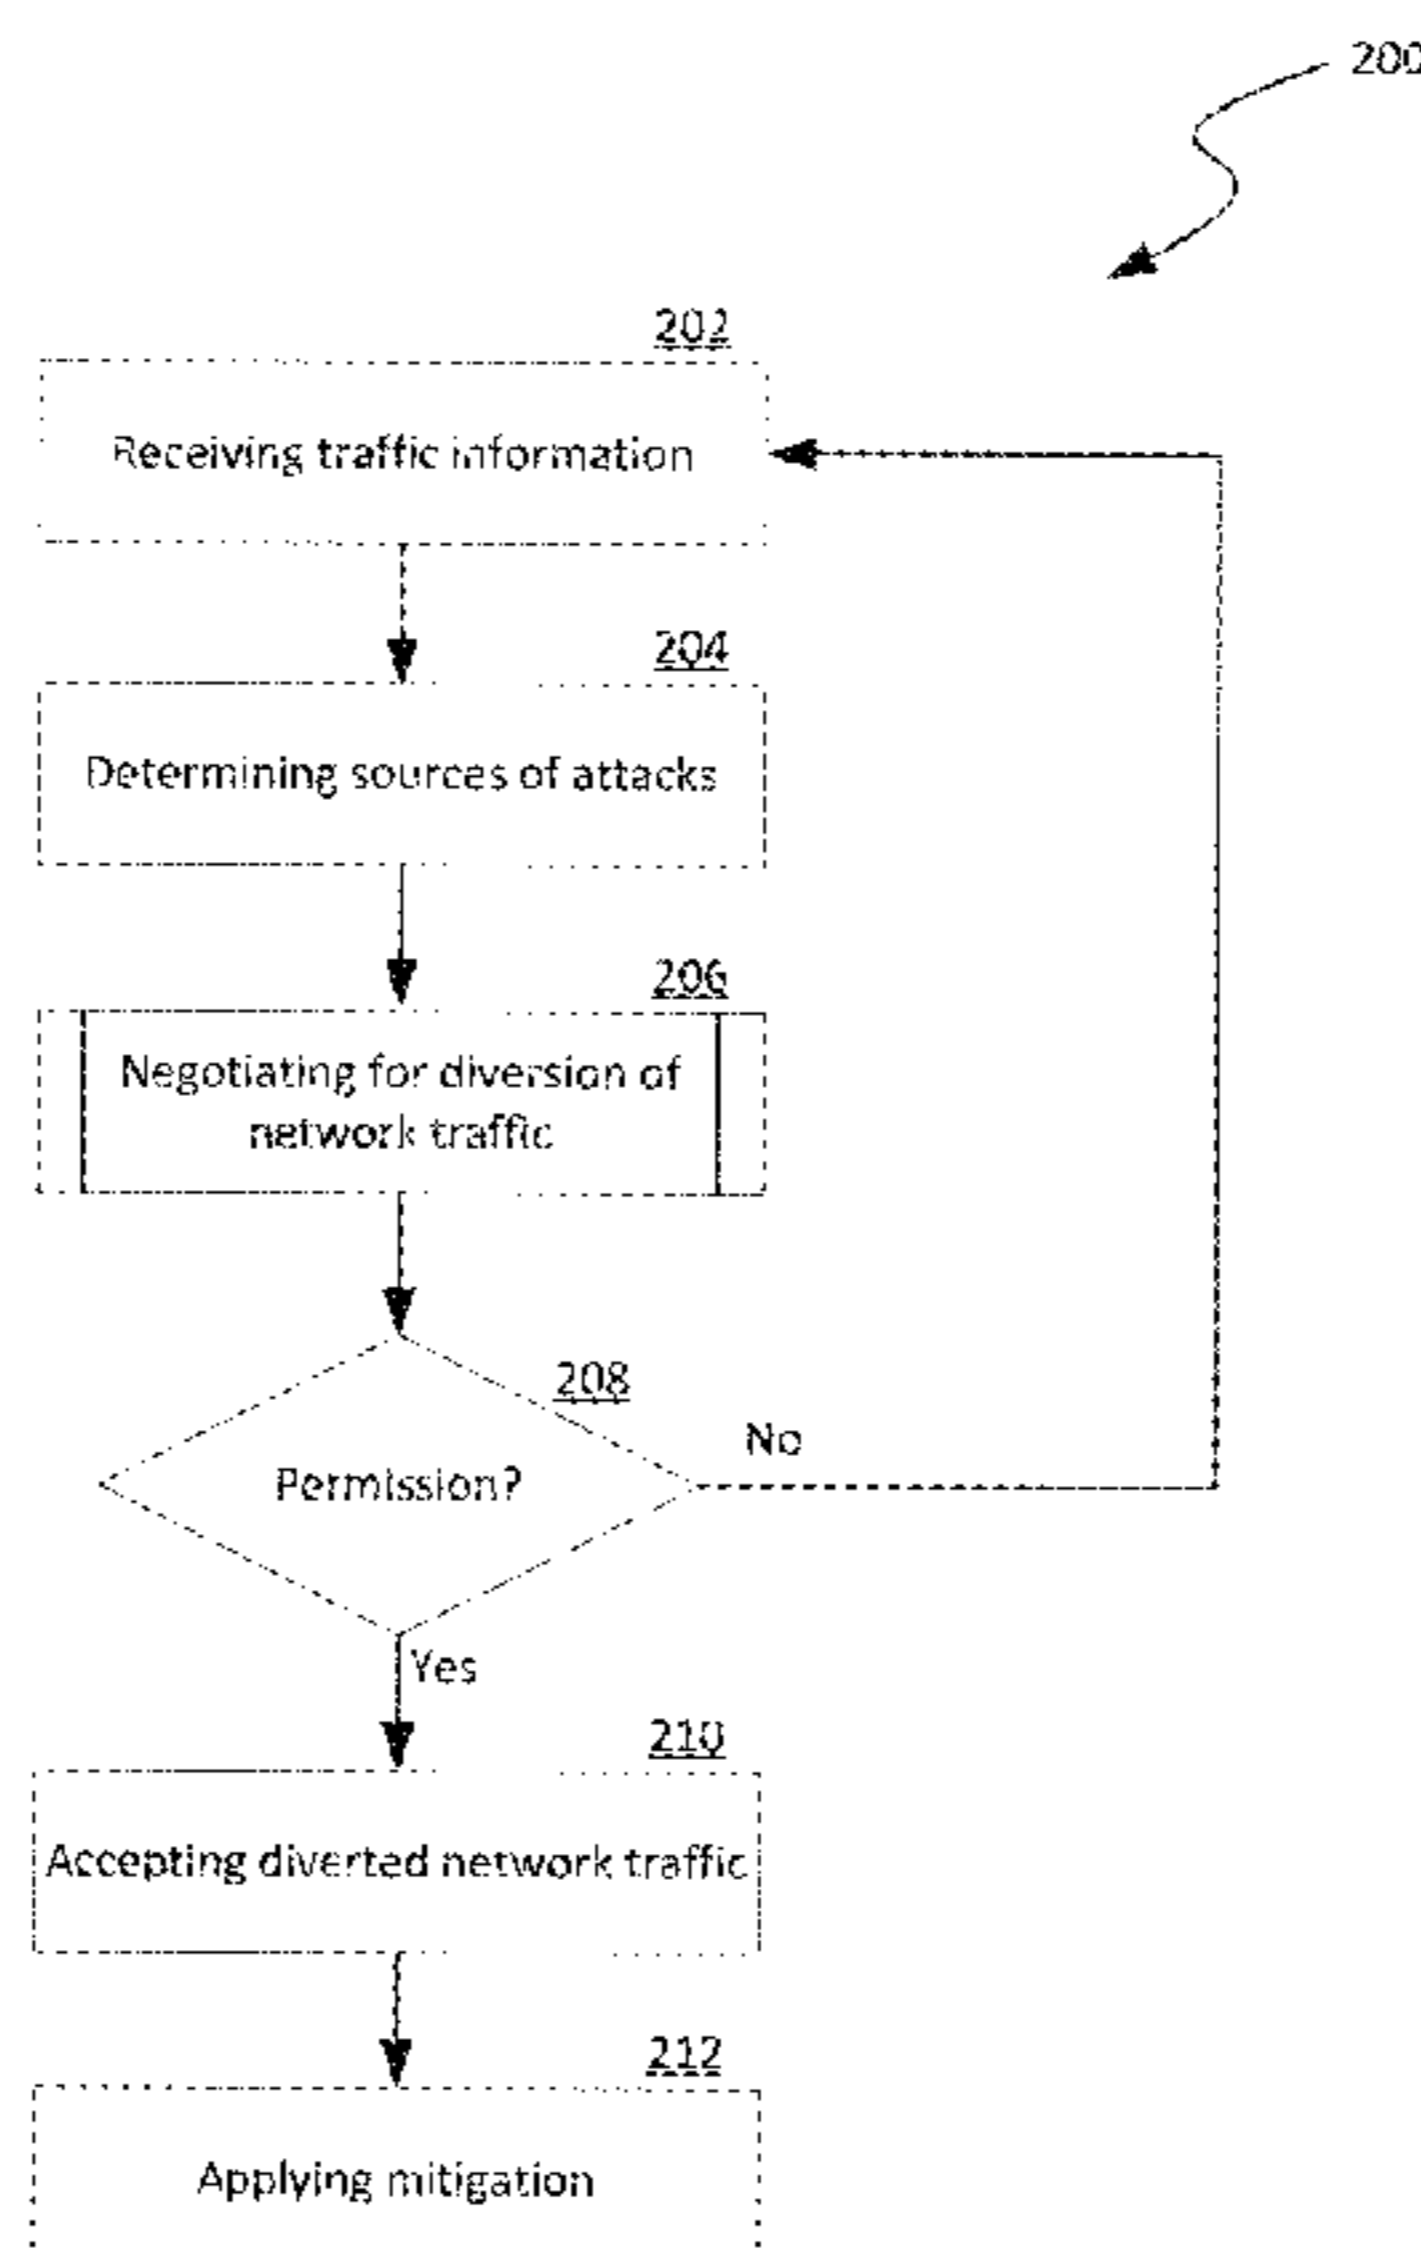 200
202
Receiving traffic information
204
Determining sources of attacks
206
Negotiating for diversion of
network traffic
208
Permission?
No
Yes
210
Accepting diverted network traffic
212
Applying mitigation